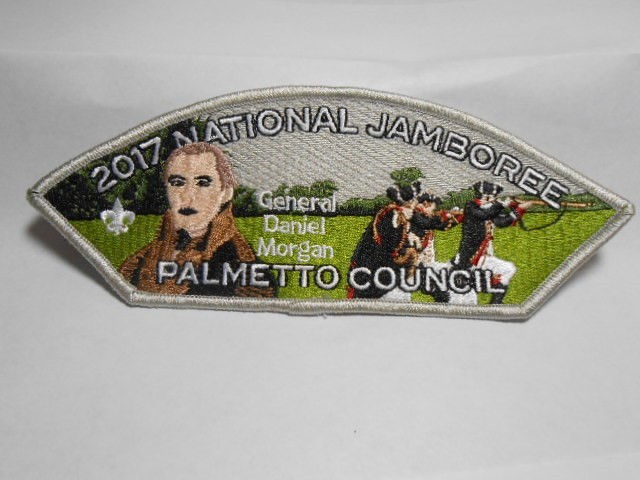 2017 NATIONAL JAMBOREE
General
Daniel
Morgan
PALMETTO COUNCIL